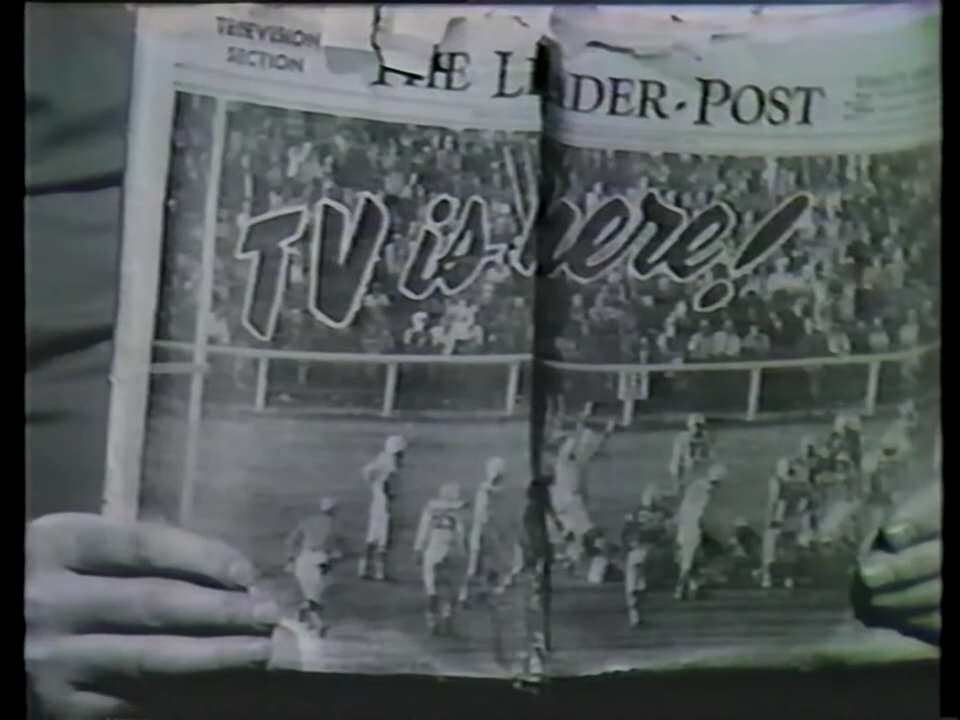 TELEVISION
SECTION
THE LEADER-POST
TV is here!